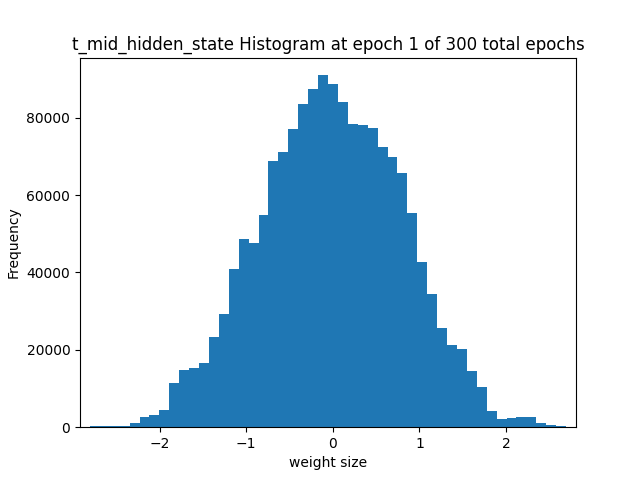 t_mid_hidden_state Histogram at epoch 1 of 300 total epochs
Frequency
80000
60000
40000
20000
0
−2 −1 0 1 2
weight size